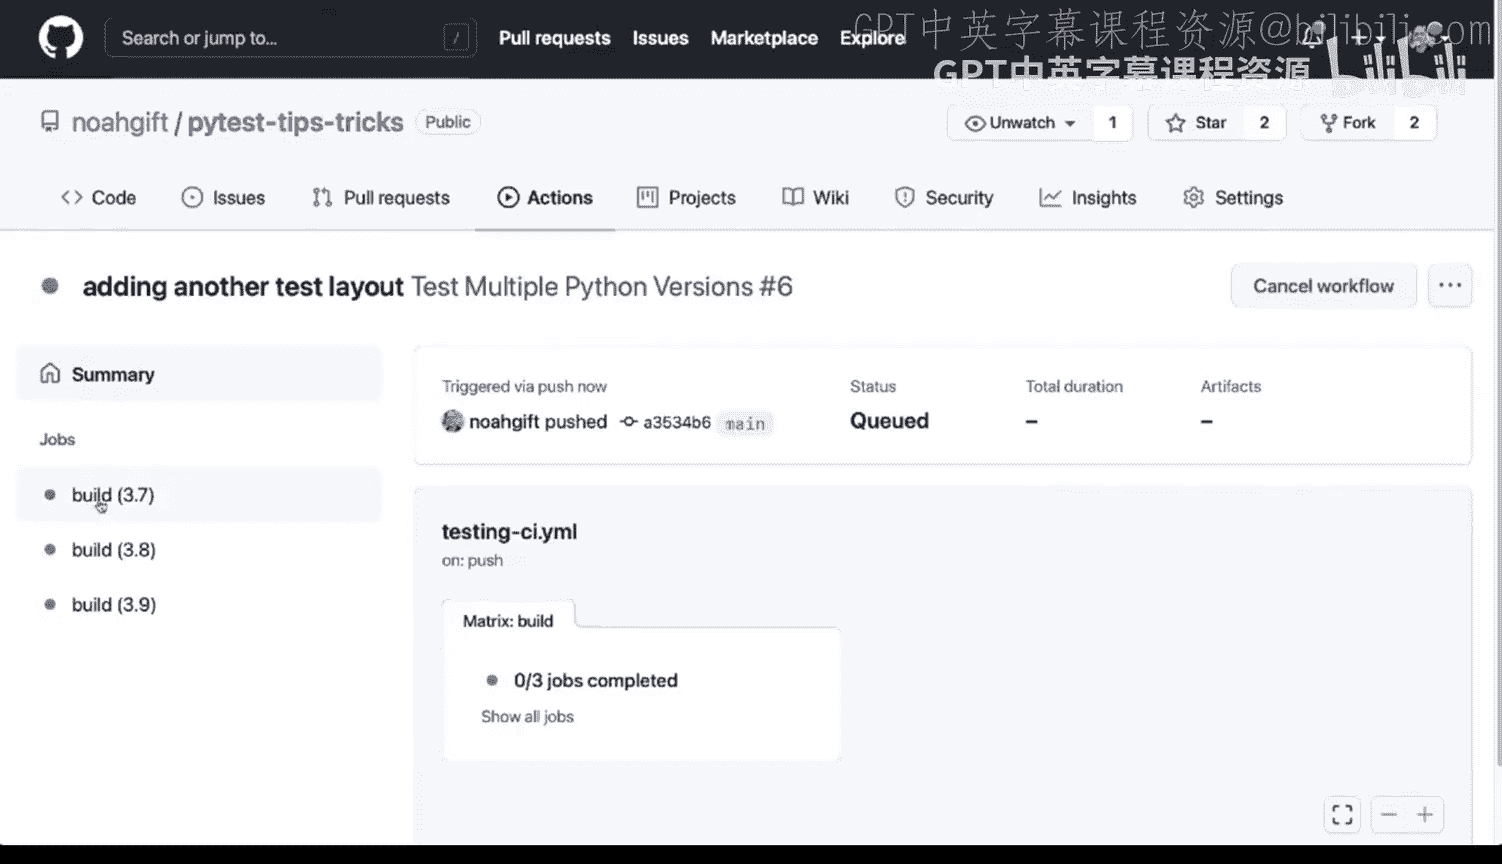 Search or jump to... / Pull requests Issues Marketplace Explore
GPT中英字幕课程资源@bilibili.com
GPT中英字幕课程资源 bilibili
noahgift / pytest-tips-tricks Public Unwatch 1 Star 2 Fork 2
<> Code Issues Pull requests Actions Projects Wiki Security Insights Settings
adding another test layout Test Multiple Python Versions #6 Cancel workflow ...
Summary
Triggered via push now Status Total duration Artifacts
noahgift pushed a3534b6 main Queued – –
Jobs
build (3.7)
build (3.8)
build (3.9)
testing-ci.yml
on: push
Matrix: build
0/3 jobs completed
Show all jobs